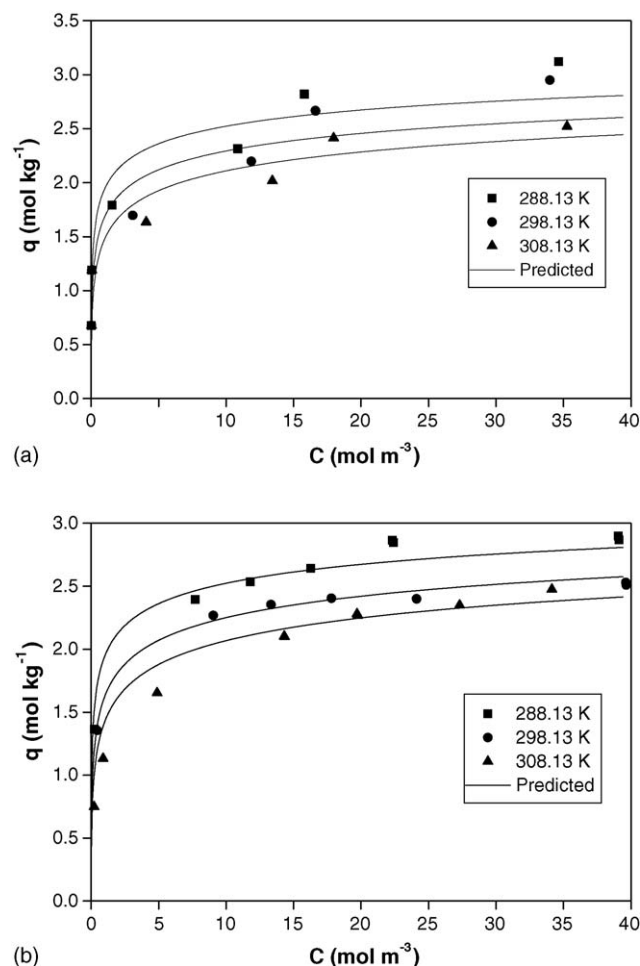 3.5
3.0
2.5
2.0
1.5
1.0
0.5
0.0
q (mol kg⁻¹)
288.13 K
298.13 K
308.13 K
Predicted
0 5 10 15 20 25 30 35 40
C (mol m⁻³)
(a)
3.0
2.5
2.0
1.5
1.0
0.5
0.0
q (mol kg⁻¹)
288.13 K
298.13 K
308.13 K
Predicted
0 5 10 15 20 25 30 35 40
C (mol m⁻³)
(b)